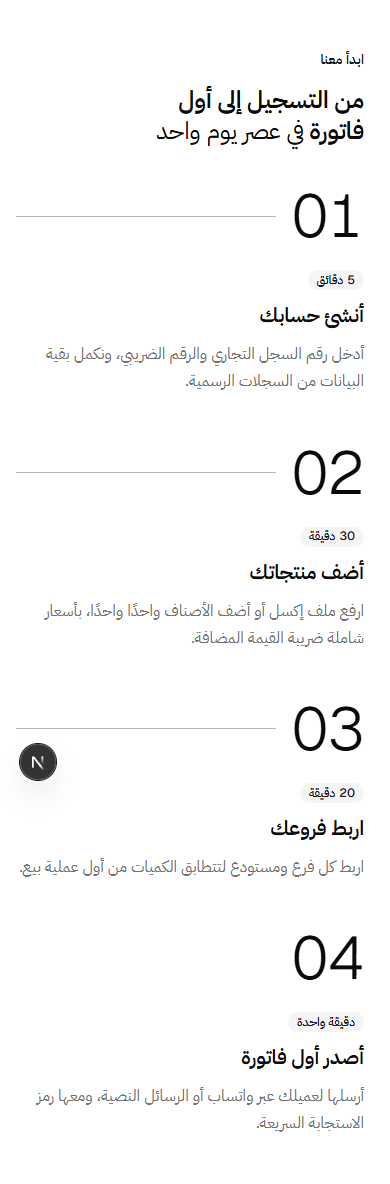 ابدأ معنا
من التسجيل إلى أول
فاتورة في عصر يوم واحد
01
5 دقائق
أنشئ حسابك
أدخل رقم السجل التجاري والرقم الضريبي، ونكمل بقية
البيانات من السجلات الرسمية.
02
30 دقيقة
أضف منتجاتك
ارفع ملف إكسل أو أضف الأصناف واحدًا واحدًا، بأسعار
شاملة ضريبة القيمة المضافة.
03
N
20 دقيقة
اربط فروعك
اربط كل فرع ومستودع لتتطابق الكميات من أول عملية بيع.
04
دقيقة واحدة
أصدر أول فاتورة
أرسلها لعميلك عبر واتساب أو الرسائل النصية، ومعها رمز
الاستجابة السريعة.